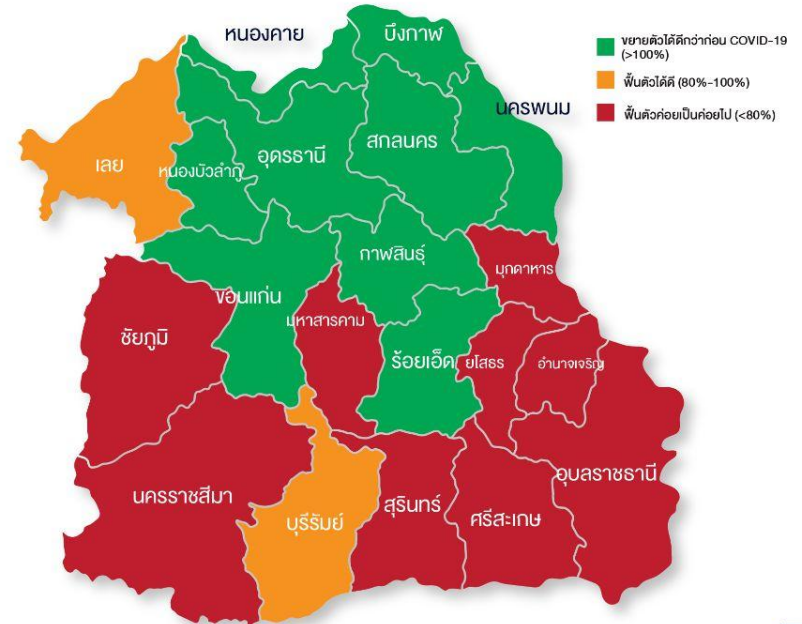 หนองคาย
บึงกาฬ
ขยายตัวได้ดีกว่าก่อน COVID-19
(>100%)
ฟื้นตัวได้ดี (80%-100%)
ฟื้นตัวค่อยเป็นค่อยไป (<80%)
นครพนม
เลย
หนองบัวลำภู
อุดรธานี
สกลนคร
กาฬสินธุ์
มุกดาหาร
ขอนแก่น
มหาสารคาม
ชัยภูมิ
ร้อยเอ็ด
ยโสธร
อำนาจเจริญ
อุบลราชธานี
นครราชสีมา
บุรีรัมย์
สุรินทร์
ศรีสะเกษ